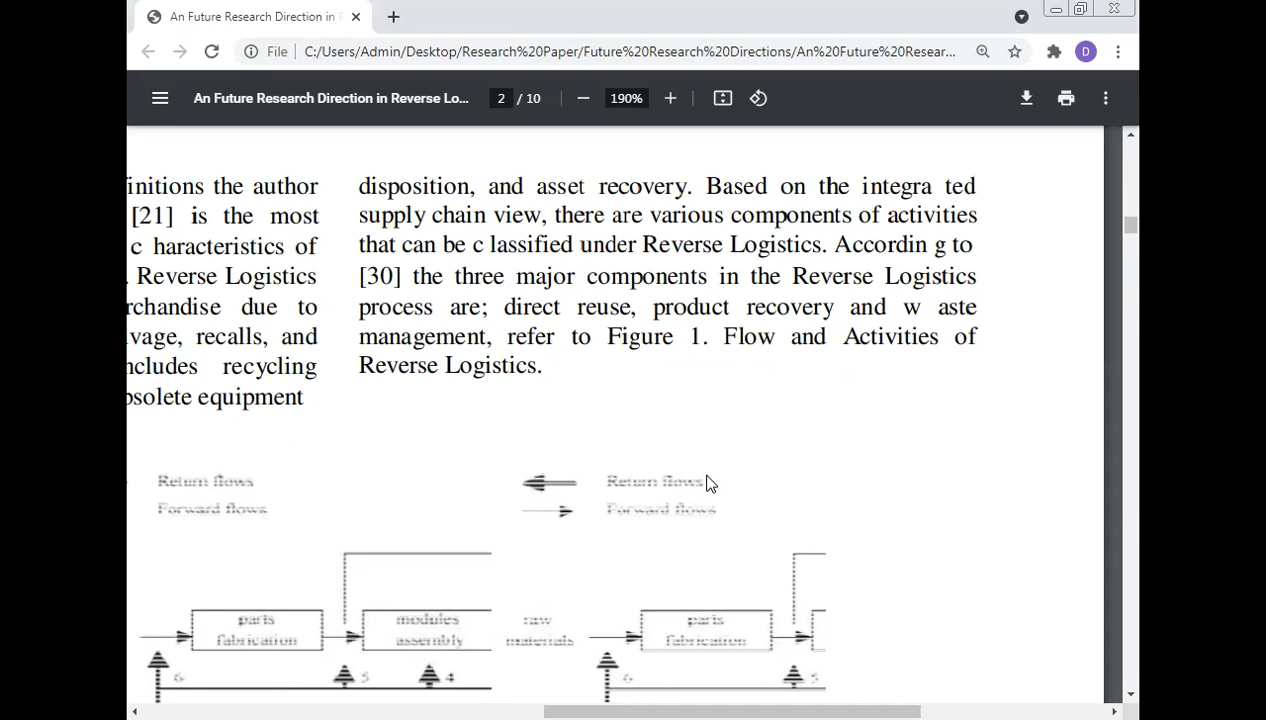 An Future Research Direction in R
File C:/Users/Admin/Desktop/Research%20Paper/Future%20Research%20Directions/An%20Future%20Resear... D
An Future Research Direction in Reverse Lo... 2 / 10 190%
initions the author
[21] is the most
c haracteristics of
. Reverse Logistics
rchandise due to
vage, recalls, and
ncludes recycling
bsolete equipment
disposition, and asset recovery. Based on the integra ted
supply chain view, there are various components of activities
that can be c lassified under Reverse Logistics. Accordin g to
[30] the three major components in the Reverse Logistics
process are; direct reuse, product recovery and w aste
management, refer to Figure 1. Flow and Activities of
Reverse Logistics.
Return flows
Forward flows
Return flows
Forward flows
parts
fabrication
modules
assembly
raw
materials
parts
fabrication
6
5
4
6
5